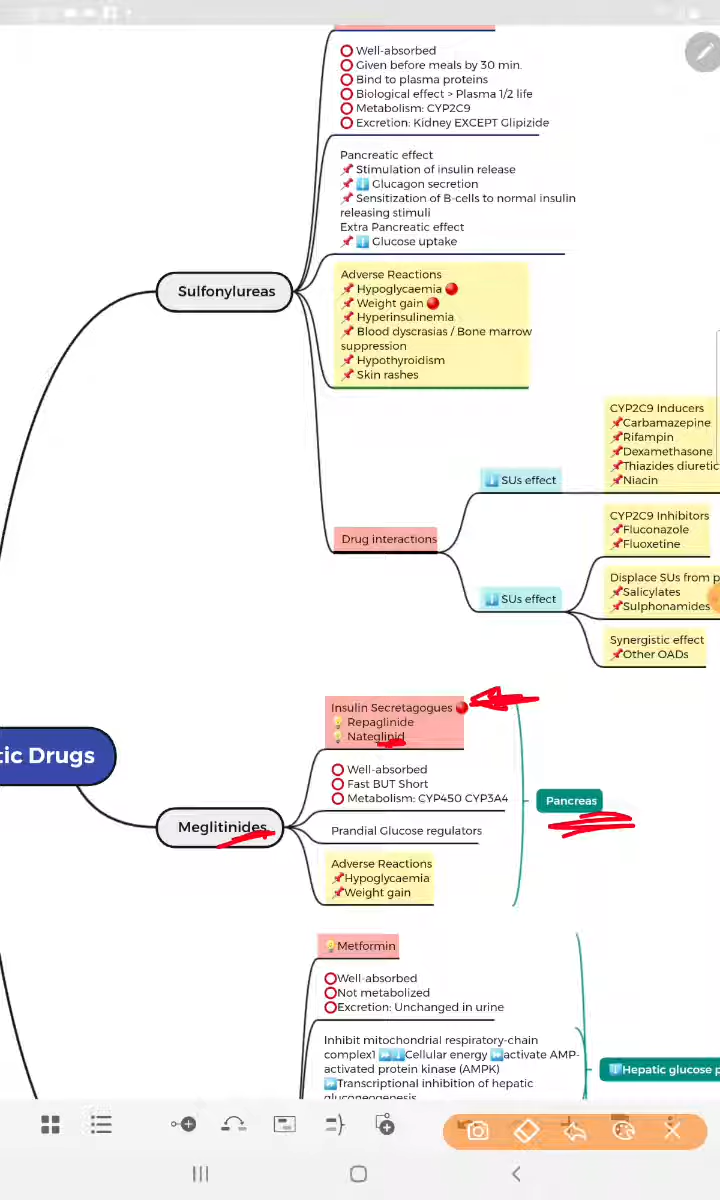 Well-absorbed
Given before meals by 30 min.
Bind to plasma proteins
Biological effect > Plasma 1/2 life
Metabolism: CYP2C9
Excretion: Kidney EXCEPT Glipizide
Pancreatic effect
Stimulation of insulin release
⬇️ Glucagon secretion
Sensitization of B-cells to normal insulin
releasing stimuli
Extra Pancreatic effect
⬇️ Glucose uptake
Sulfonylureas
Adverse Reactions
Hypoglycaemia
Weight gain
Hyperinsulinemia
Blood dyscrasias / Bone marrow
suppression
Hypothyroidism
Skin rashes
Drug interactions
⬇️ SUs effect
CYP2C9 Inducers
Carbamazepine
Rifampin
Dexamethasone
Thiazides diuretic
Niacin
⬇️ SUs effect
CYP2C9 Inhibitors
Fluconazole
Fluoxetine
Displace SUs from p
Salicylates
Sulphonamides
Synergistic effect
Other OADs
tic Drugs
Meglitinides
Insulin Secretagogues
Repaglinide
Nateglinid
Well-absorbed
Fast BUT Short
Metabolism: CYP450 CYP3A4
Prandial Glucose regulators
Adverse Reactions
Hypoglycaemia
Weight gain
Pancreas
Metformin
Well-absorbed
Not metabolized
Excretion: Unchanged in urine
Inhibit mitochondrial respiratory-chain
complex1 ⏩⬇️Cellular energy ⏩activate AMP-
activated protein kinase (AMPK)
⏩Transcriptional inhibition of hepatic
gluconeogenesis
⬇️Hepatic glucose p